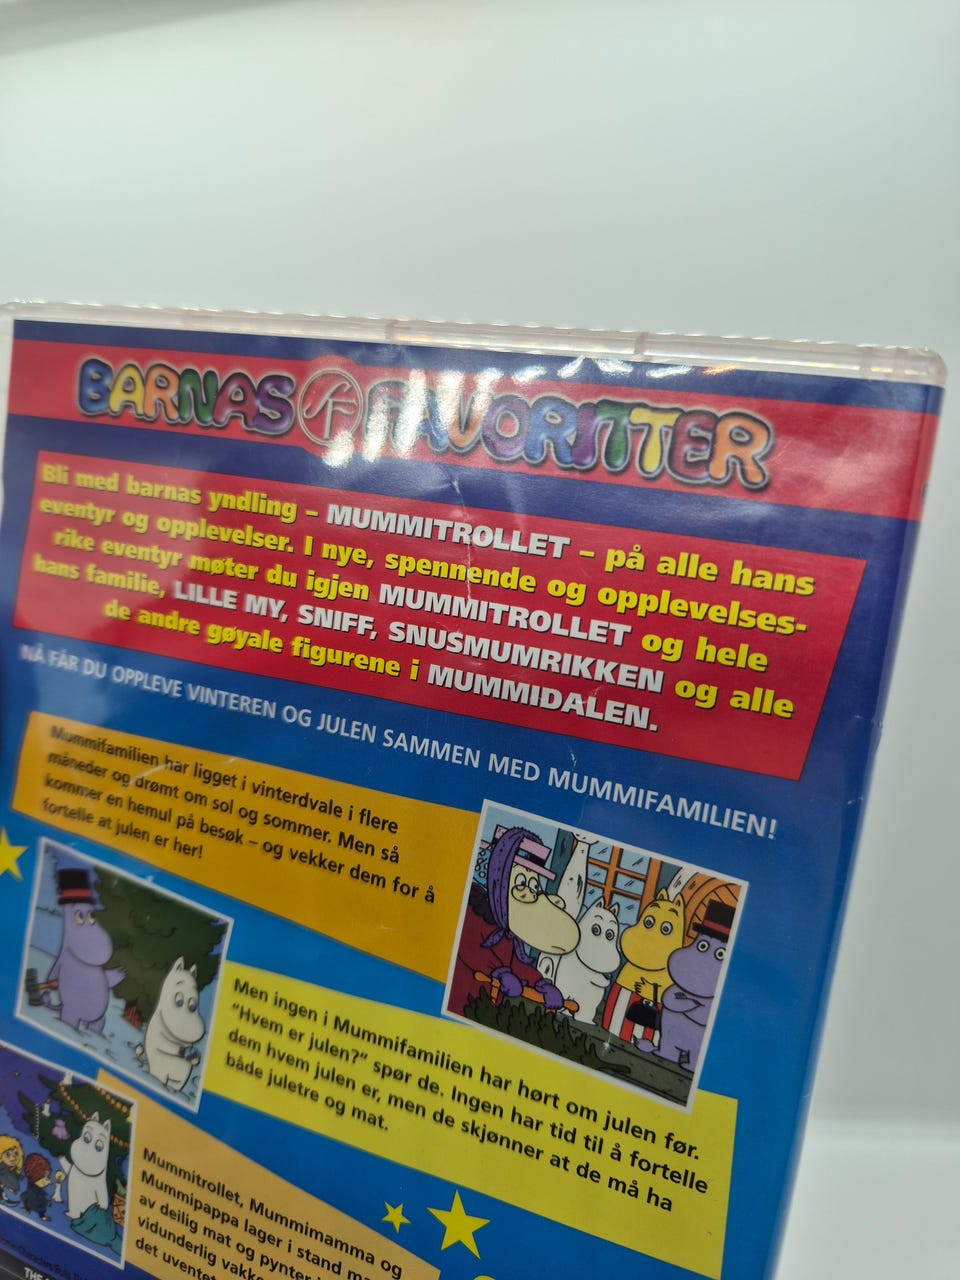 BARNAS SF FAVORITTER
Bli med barnas yndling – MUMMITROLLET – på alle hans
eventyr og opplevelser. I nye, spennende og opplevelses-
rike eventyr møter du igjen MUMMITROLLET og hele
hans familie, LILLE MY, SNIFF, SNUSMUMRIKKEN og alle
de andre gøyale figurene i MUMMIDALEN.
NÅ FÅR DU OPPLEVE VINTEREN OG JULEN SAMMEN MED MUMMIFAMILIEN!
Mummifamilien har ligget i vinterdvale i flere
måneder og drømt om sol og sommer. Men så
kommer en hemul på besøk – og vekker dem for å
fortelle at julen er her!
Men ingen i Mummifamilien har hørt om julen før.
"Hvem er julen?" spør de. Ingen har tid til å fortelle
dem hvem julen er, men de skjønner at de må ha
både juletre og mat.
Mummitrollet, Mummimamma og
Mummipappa lager i stand
av deilig mat og pynter
vidunderlig
det
THE